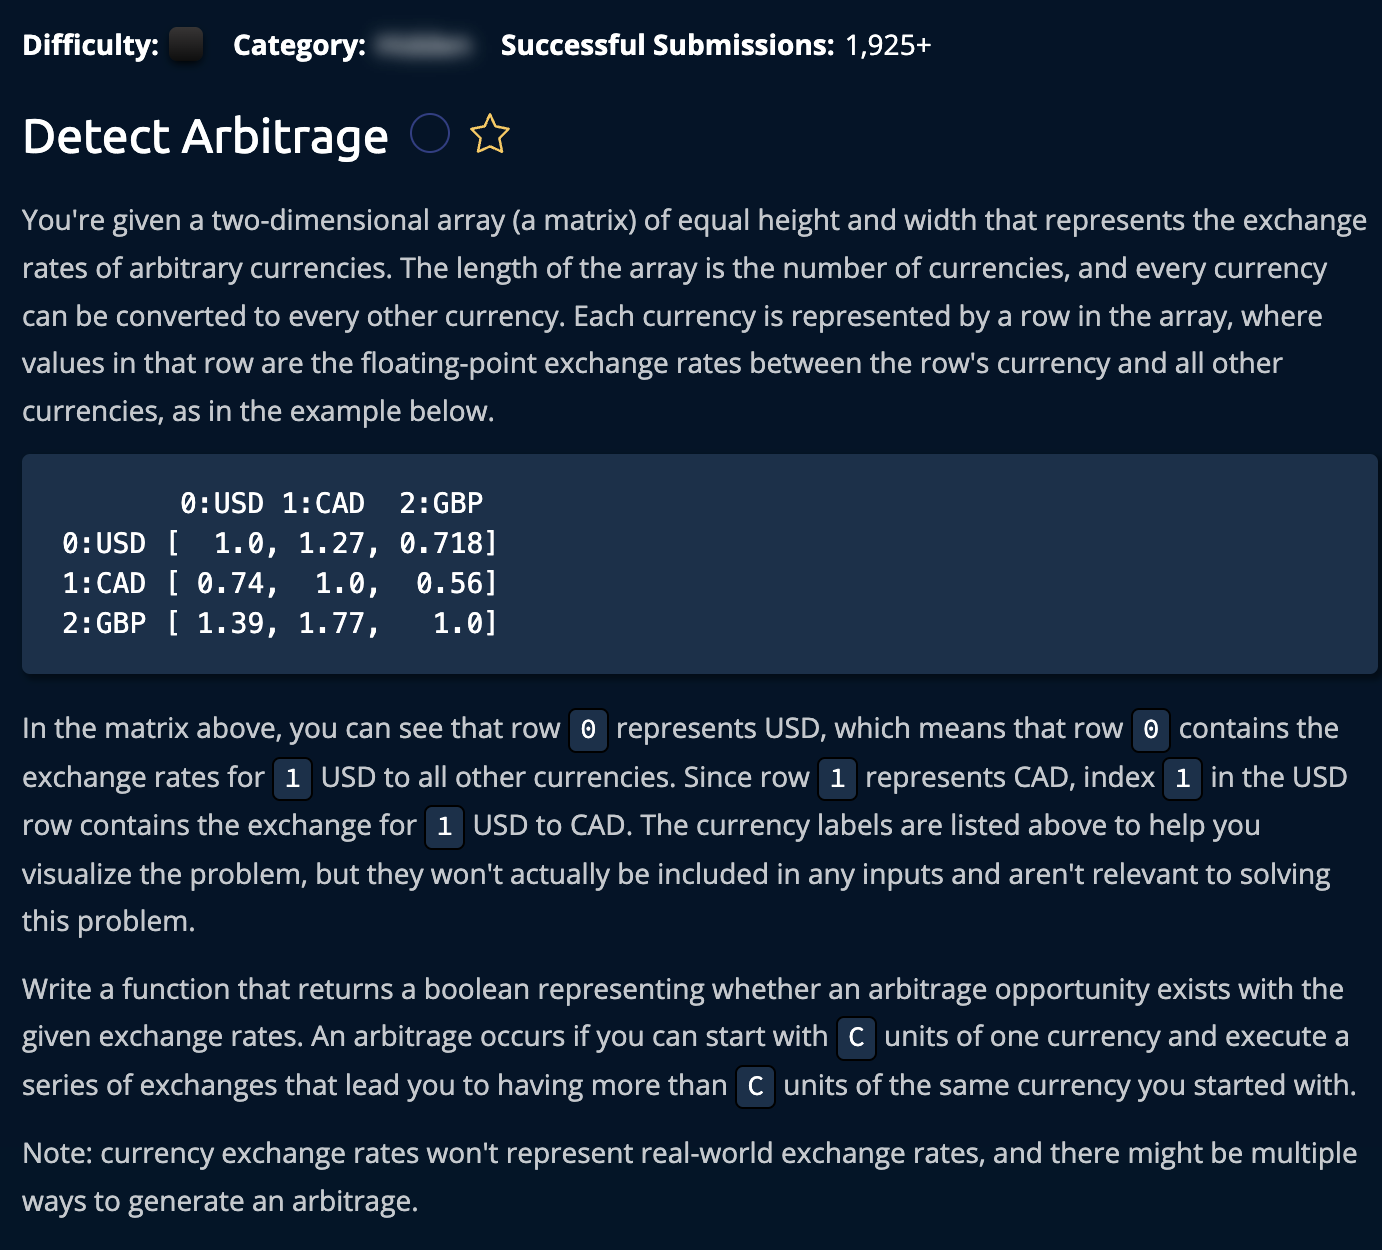 Difficulty: Category: Successful Submissions: 1,925+
Detect Arbitrage
You're given a two-dimensional array (a matrix) of equal height and width that represents the exchange
rates of arbitrary currencies. The length of the array is the number of currencies, and every currency
can be converted to every other currency. Each currency is represented by a row in the array, where
values in that row are the floating-point exchange rates between the row's currency and all other
currencies, as in the example below.
0:USD 1:CAD 2:GBP
0:USD [ 1.0, 1.27, 0.718]
1:CAD [ 0.74, 1.0, 0.56]
2:GBP [ 1.39, 1.77, 1.0]
In the matrix above, you can see that row 0 represents USD, which means that row 0 contains the
exchange rates for 1 USD to all other currencies. Since row 1 represents CAD, index 1 in the USD
row contains the exchange for 1 USD to CAD. The currency labels are listed above to help you
visualize the problem, but they won't actually be included in any inputs and aren't relevant to solving
this problem.
Write a function that returns a boolean representing whether an arbitrage opportunity exists with the
given exchange rates. An arbitrage occurs if you can start with C units of one currency and execute a
series of exchanges that lead you to having more than C units of the same currency you started with.
Note: currency exchange rates won't represent real-world exchange rates, and there might be multiple
ways to generate an arbitrage.